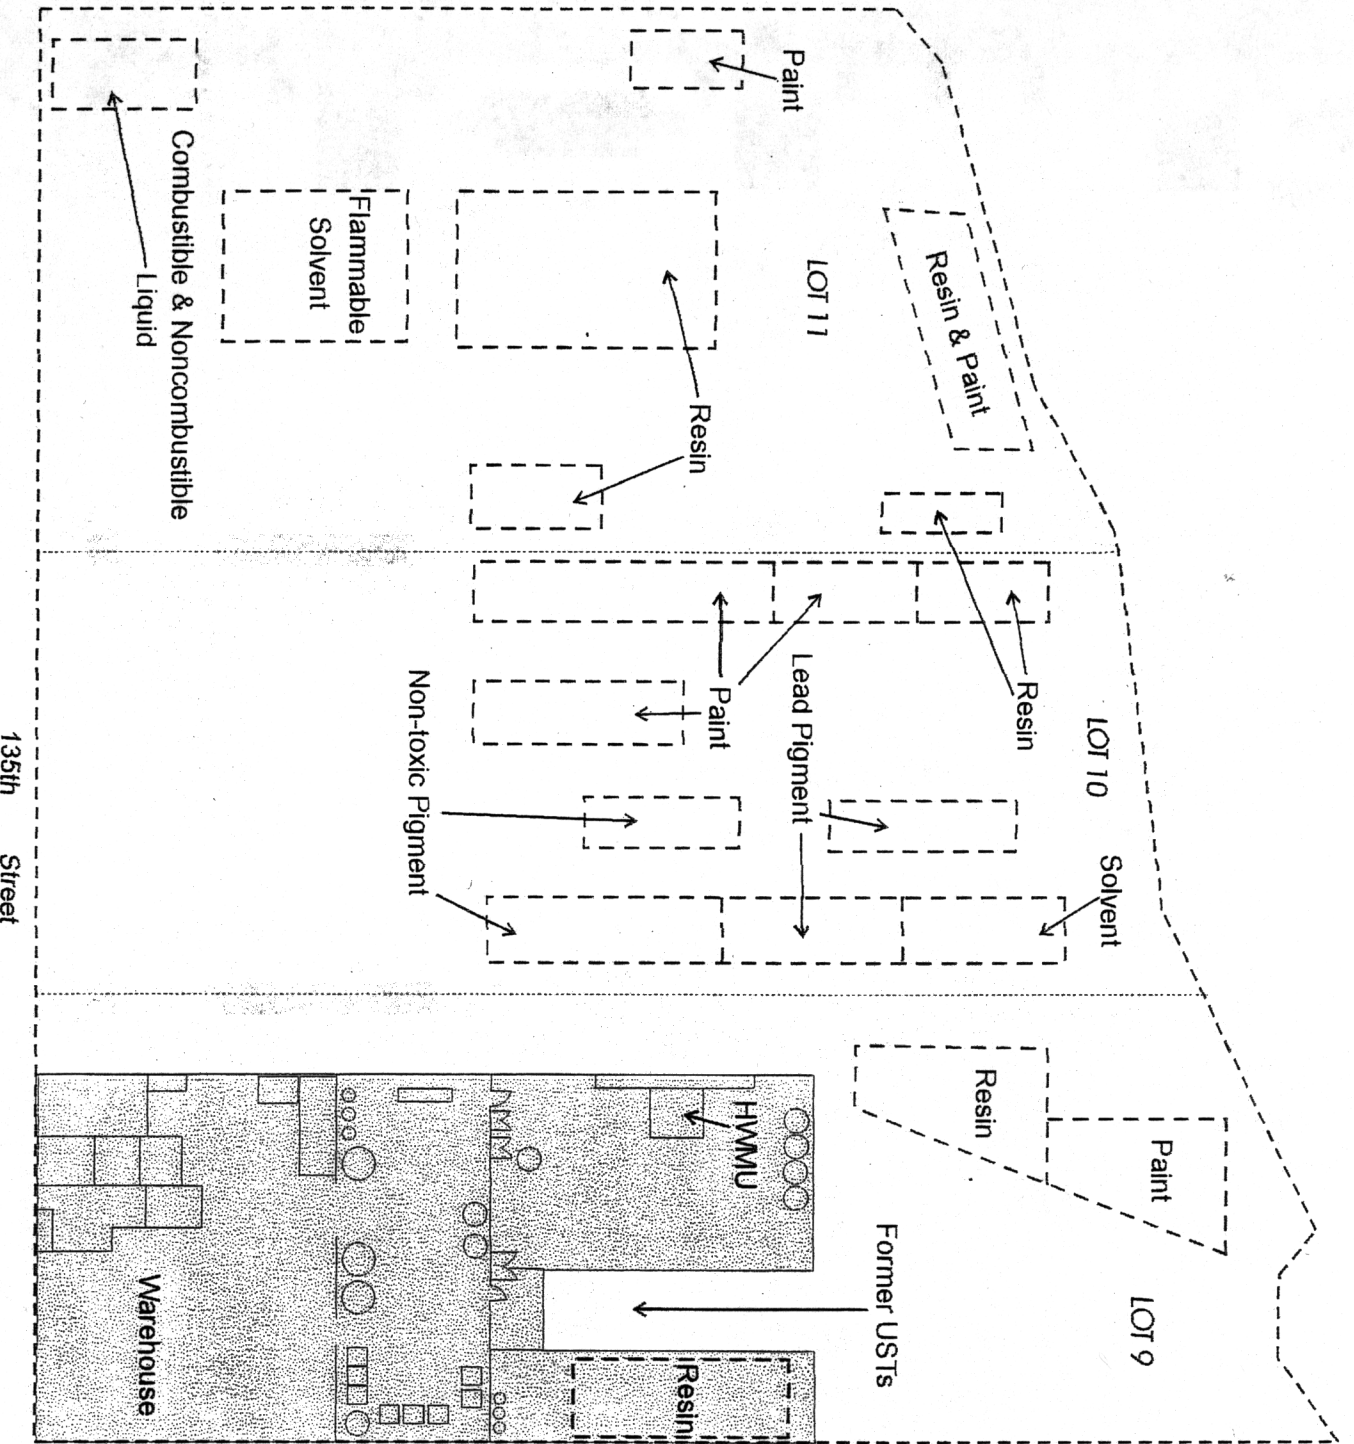 Paint
Combustible & Noncombustible
Liquid
Flammable
Solvent
LOT 11
Resin & Paint
Resin
Resin
Paint
Lead Pigment
Non-toxic Pigment
LOT 10
Solvent
135th Street
Resin
Paint
HWMU
Former USTs
LOT 9
Warehouse
Resin